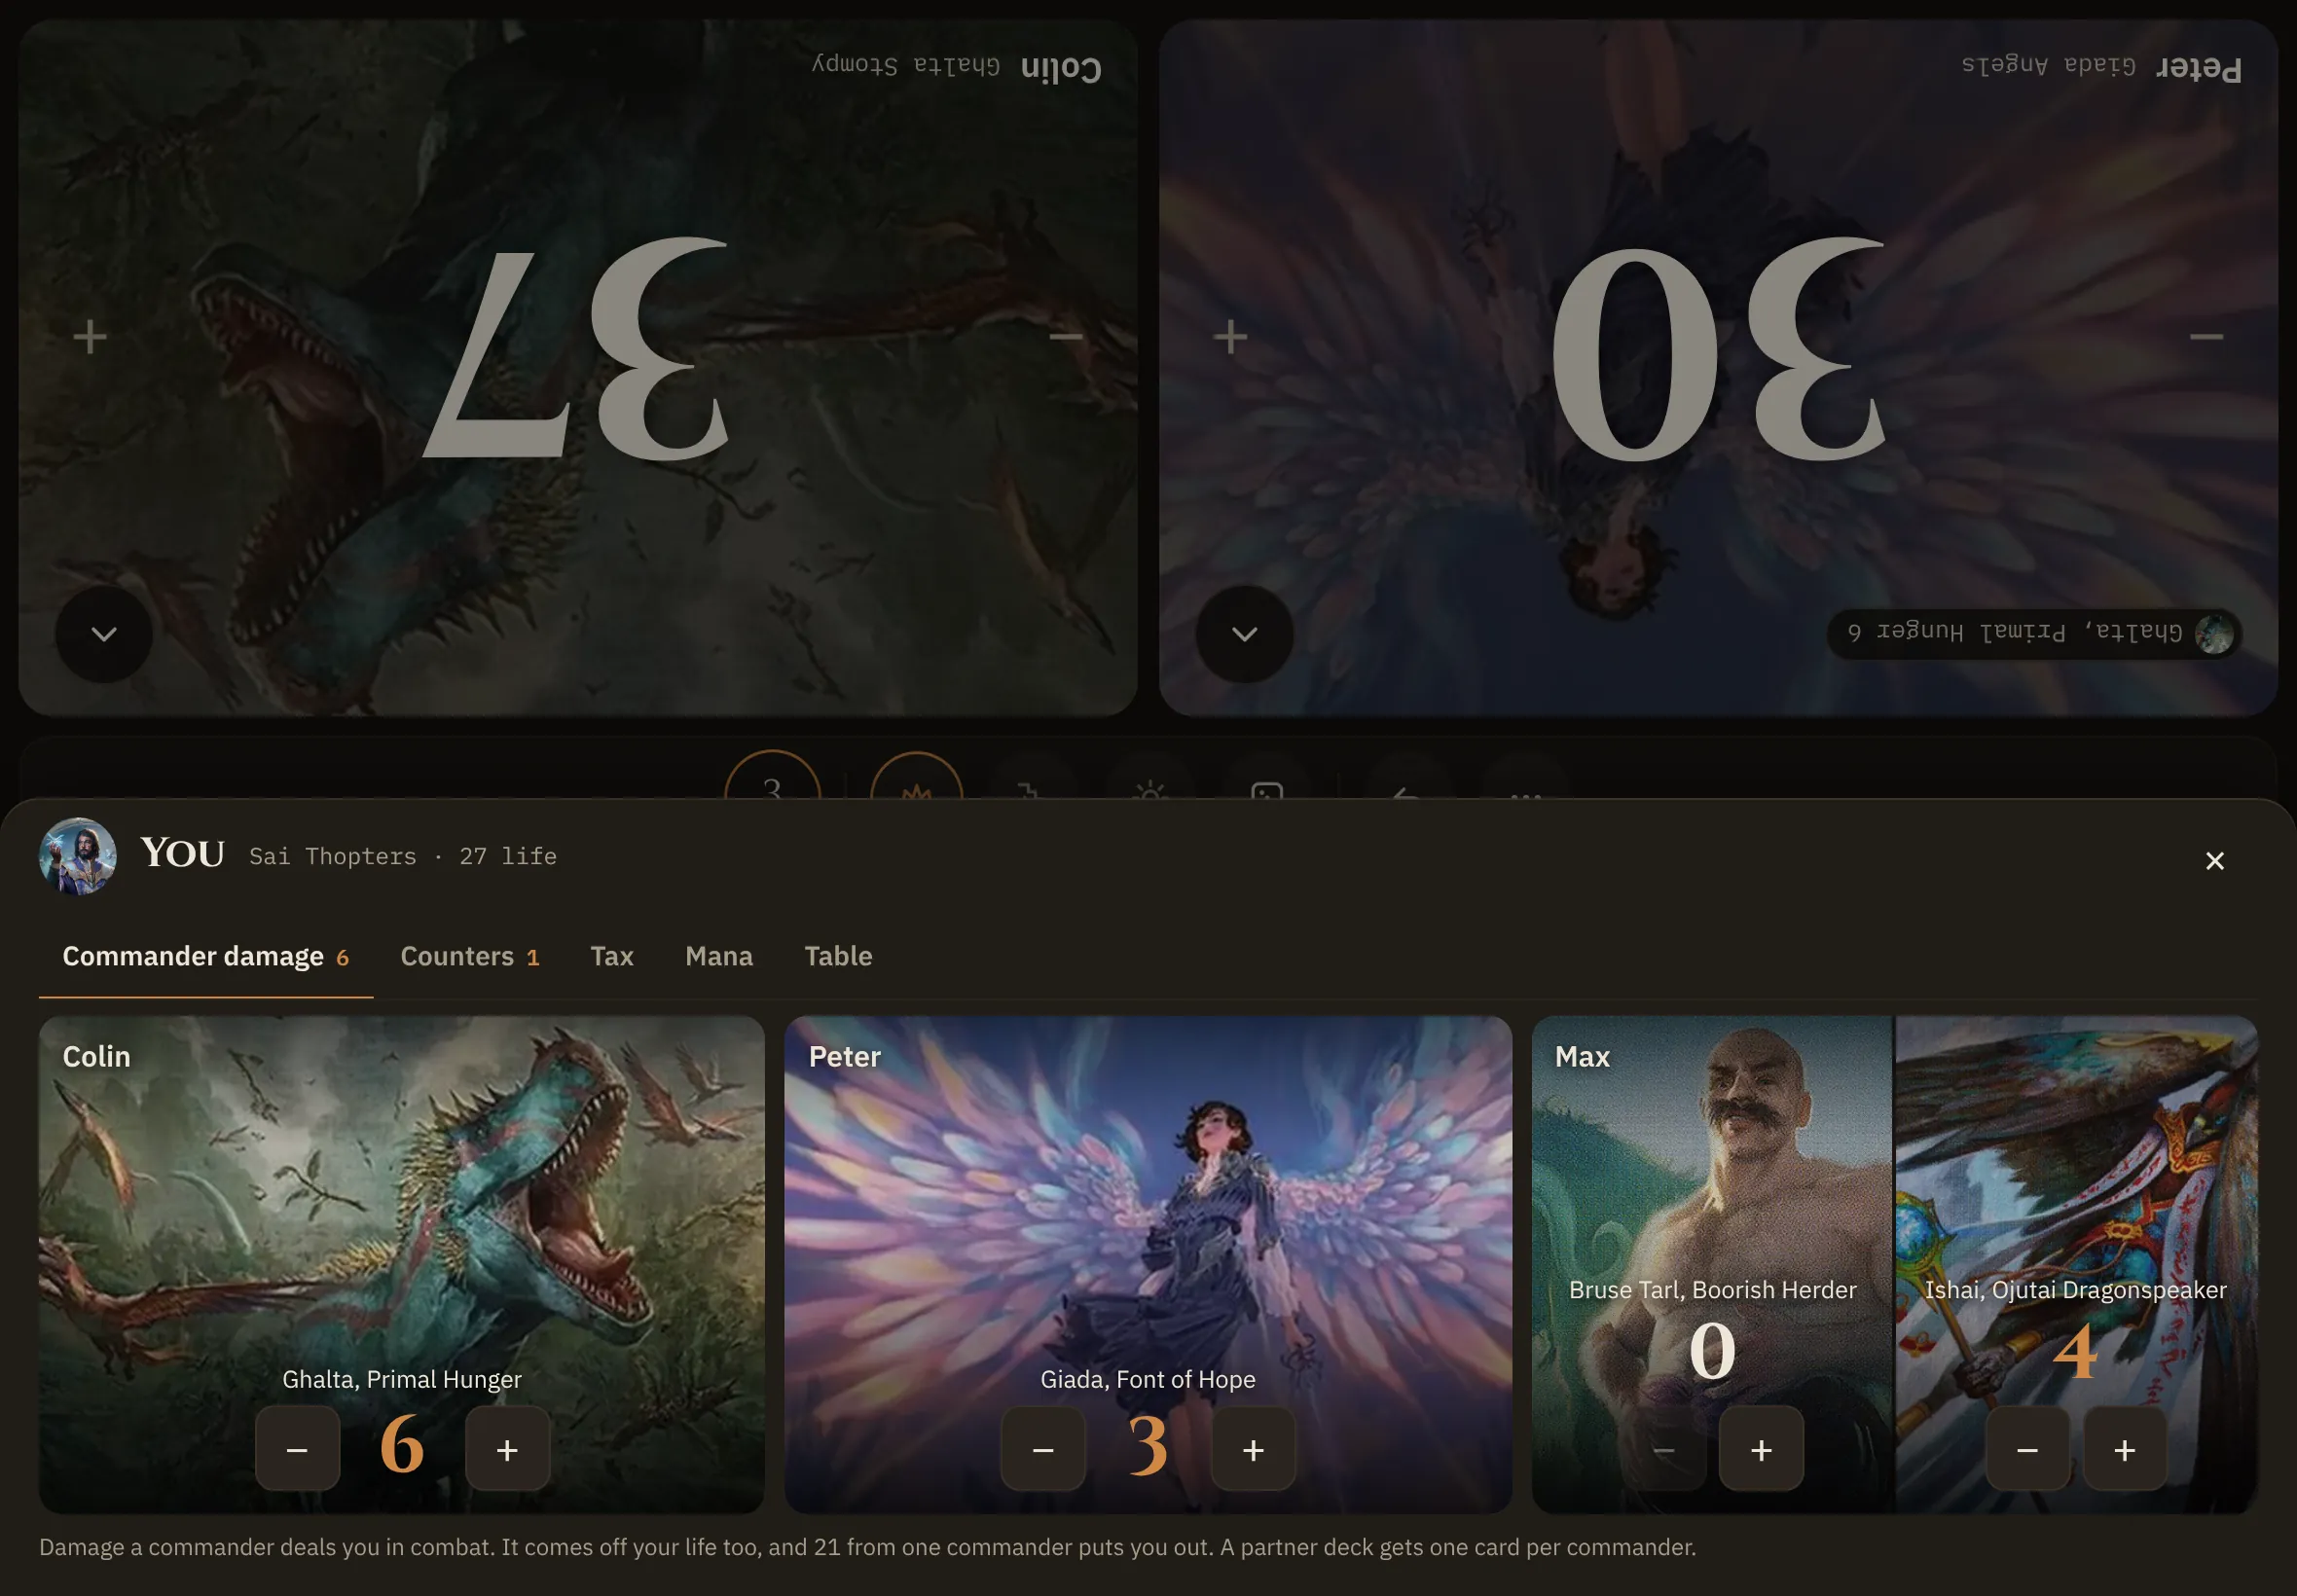 Colin Ghalta Stompy
37
Peter Giada Angels
30
Ghalta, Primal Hunger 6
3
YOU Sai Thopters · 27 life
Commander damage 6 Counters 1 Tax Mana Table
Colin
Ghalta, Primal Hunger
− 6 +
Peter
Giada, Font of Hope
− 3 +
Max
Bruse Tarl, Boorish Herder
0
− +
Ishai, Ojutai Dragonspeaker
4
− +
Damage a commander deals you in combat. It comes off your life too, and 21 from one commander puts you out. A partner deck gets one card per commander.